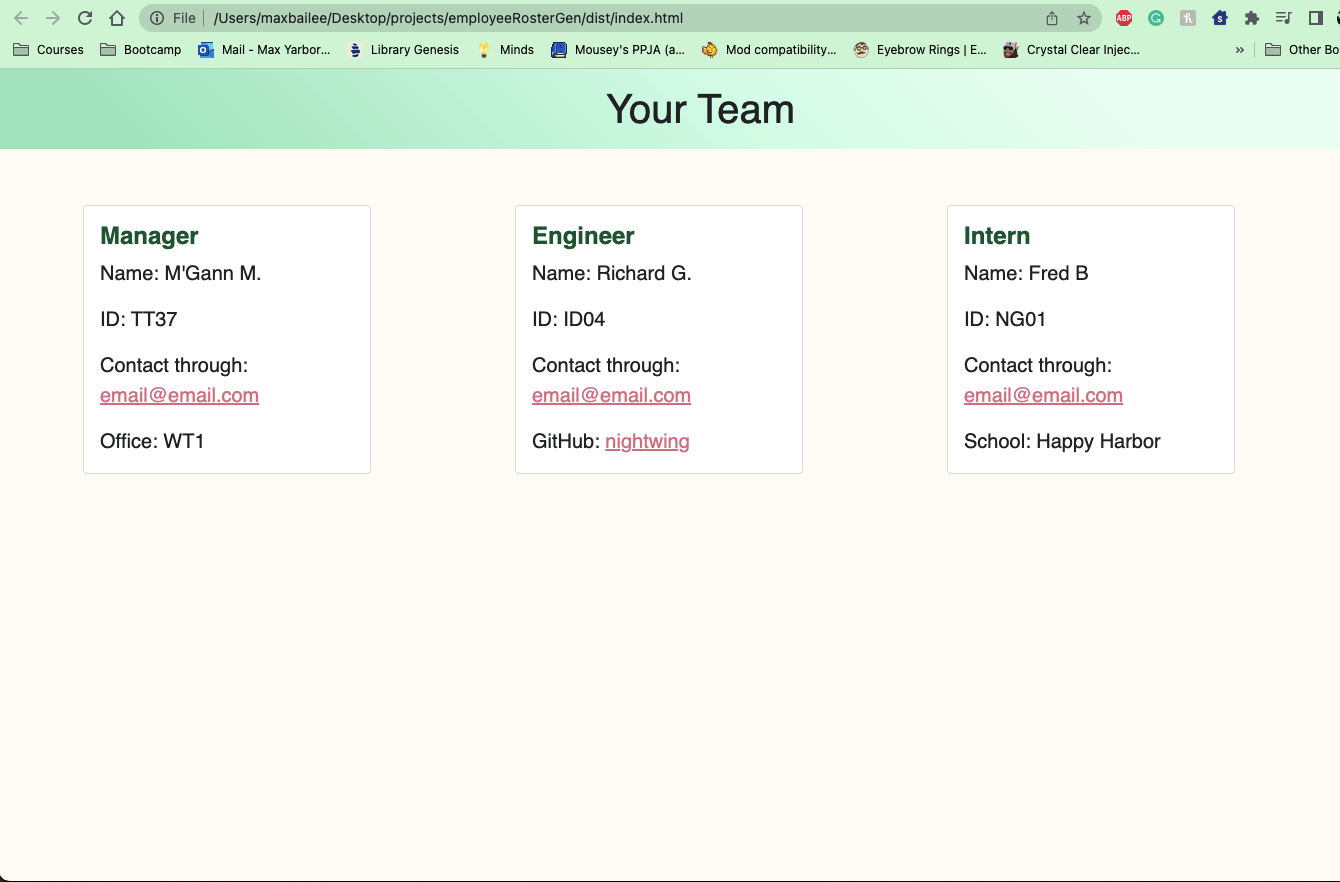 File /Users/maxbailee/Desktop/projects/employeeRosterGen/dist/index.html ABP
Courses Bootcamp Mail - Max Yarbor... Library Genesis Minds Mousey's PPJA (a... Mod compatibility... Eyebrow Rings | E... Crystal Clear Injec... » Other Bo
Your Team
Manager
Name: M'Gann M.
ID: TT37
Contact through:
email@email.com
Office: WT1
Engineer
Name: Richard G.
ID: ID04
Contact through:
email@email.com
GitHub: nightwing
Intern
Name: Fred B
ID: NG01
Contact through:
email@email.com
School: Happy Harbor